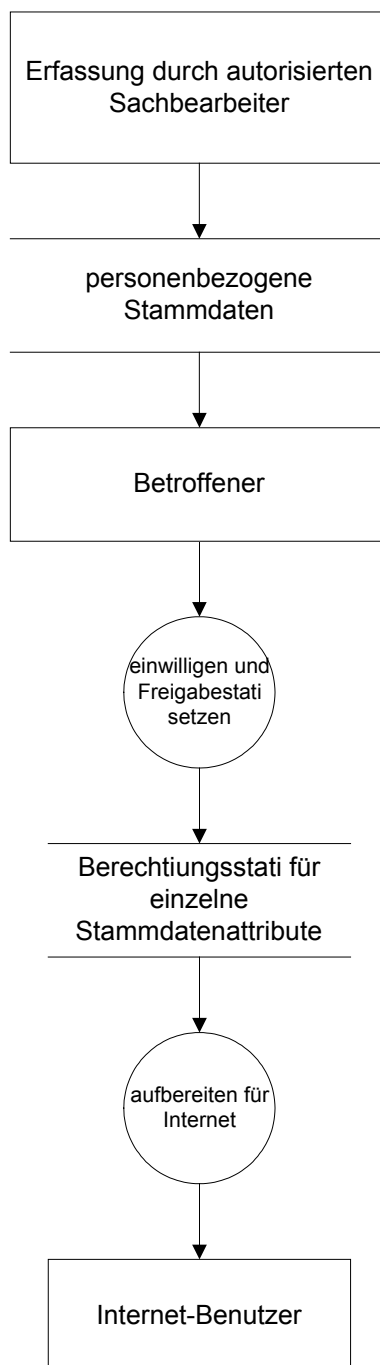 Erfassung durch autorisierten
Sachbearbeiter
personenbezogene
Stammdaten
Betroffener
einwilligen und
Freigabestati
setzen
Berechtiungsstati für
einzelne
Stammdatenattribute
aufbereiten für
Internet
Internet-Benutzer